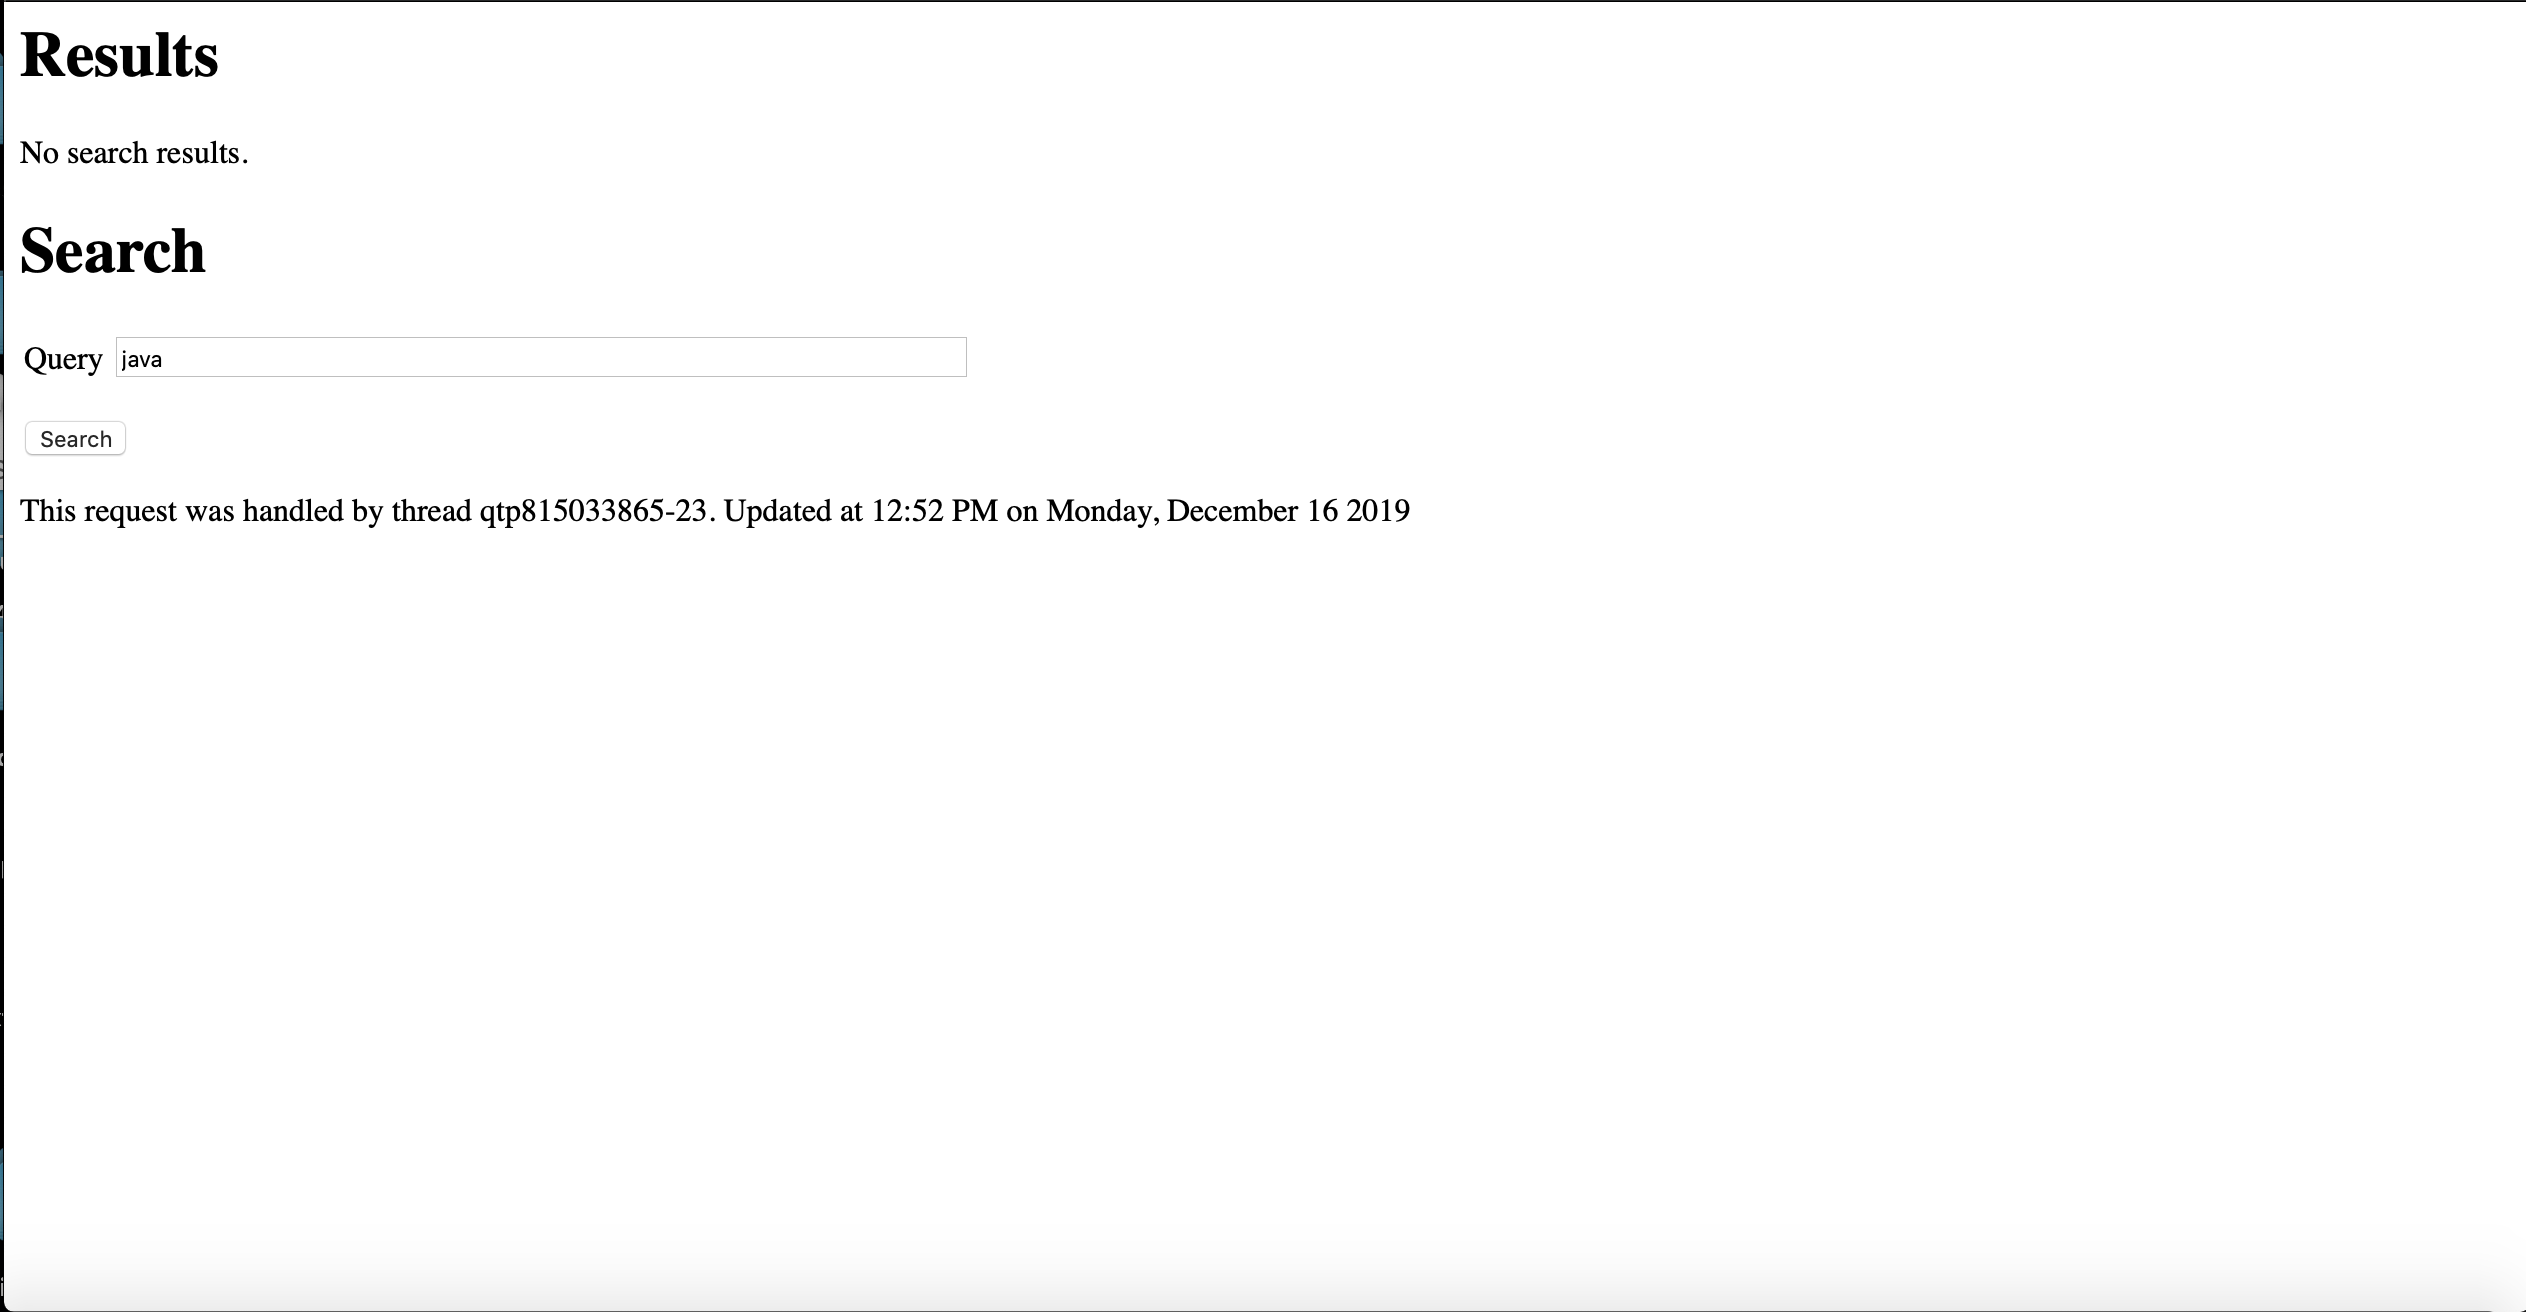 Results
No search results.
Search
Query java
Search
This request was handled by thread qtp815033865-23. Updated at 12:52 PM on Monday, December 16 2019